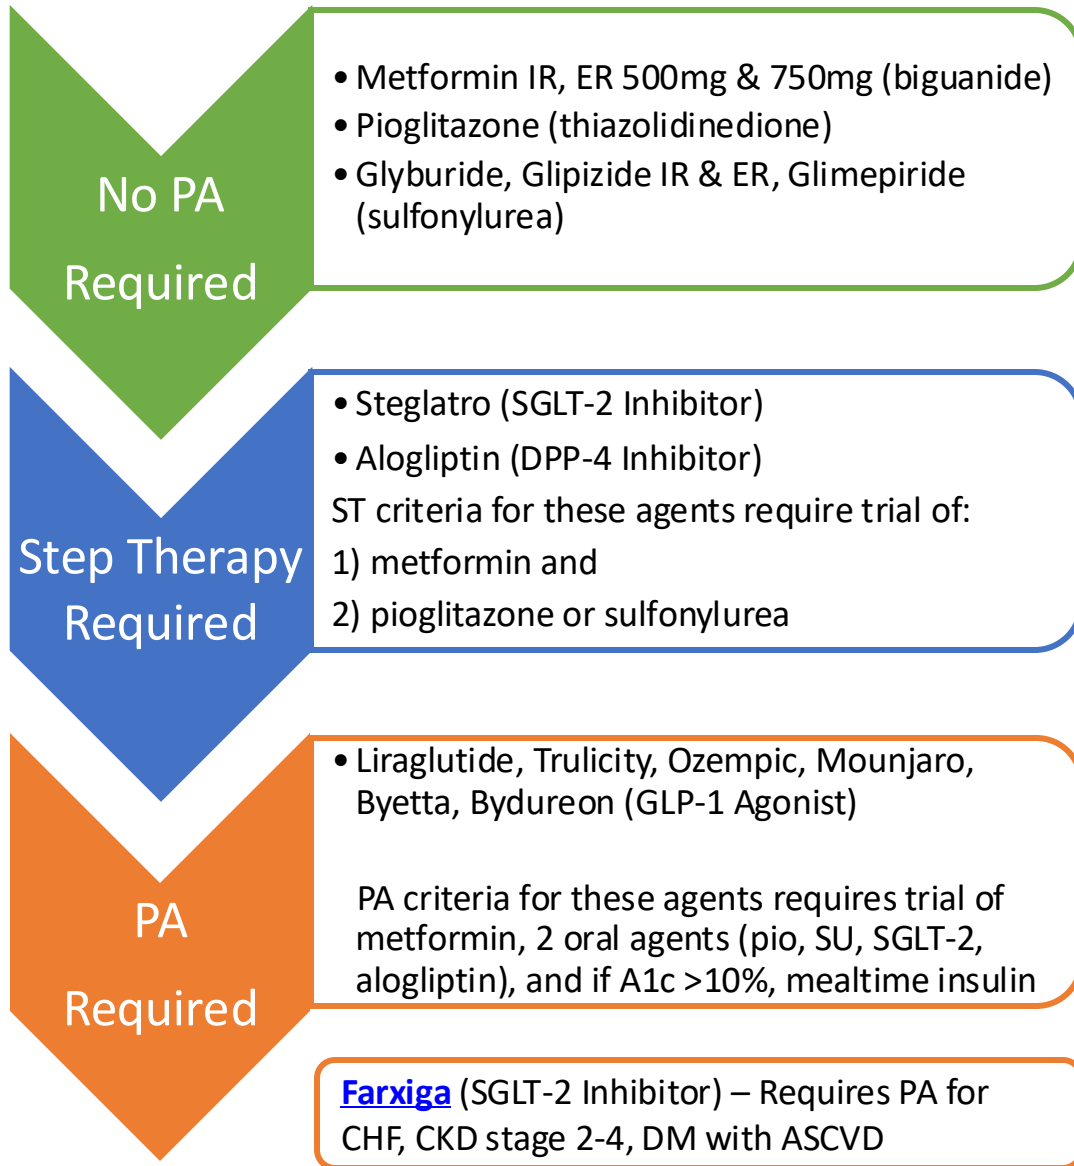 No PA
Required
• Metformin IR, ER 500mg & 750mg (biguanide)
• Pioglitazone (thiazolidinedione)
• Glyburide, Glipizide IR & ER, Glimepiride
(sulfonylurea)
Step Therapy
Required
• Steglatro (SGLT-2 Inhibitor)
• Alogliptin (DPP-4 Inhibitor)
ST criteria for these agents require trial of:
1) metformin and
2) pioglitazone or sulfonylurea
PA
Required
• Liraglutide, Trulicity, Ozempic, Mounjaro,
Byetta, Bydureon (GLP-1 Agonist)
PA criteria for these agents requires trial of
metformin, 2 oral agents (pio, SU, SGLT-2,
alogliptin), and if A1c >10%, mealtime insulin
Farxiga (SGLT-2 Inhibitor) – Requires PA for
CHF, CKD stage 2-4, DM with ASCVD